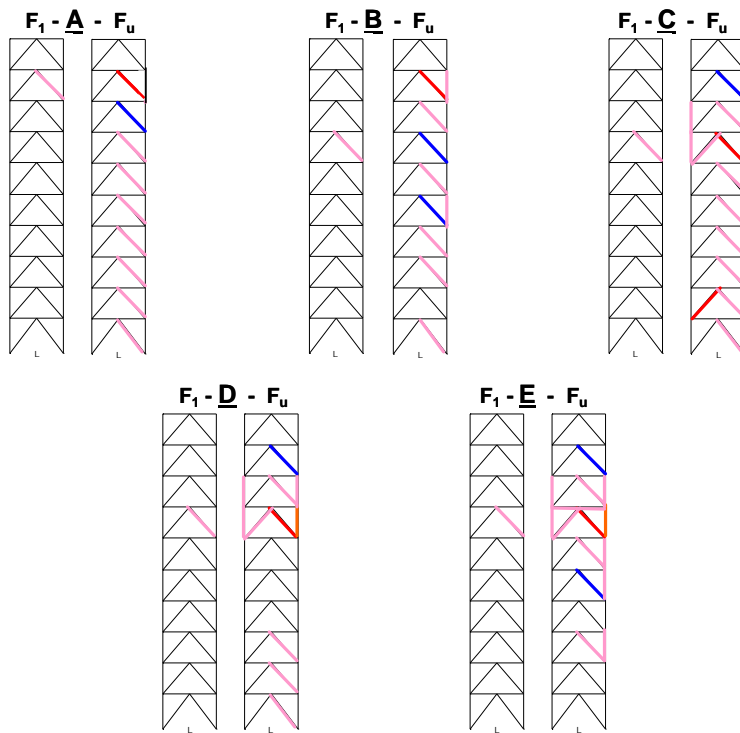 F₁ - A - Fᵤ
F₁ - B - Fᵤ
F₁ - C - Fᵤ
L L
L L
L L
F₁ - D - Fᵤ
F₁ - E - Fᵤ
L
L